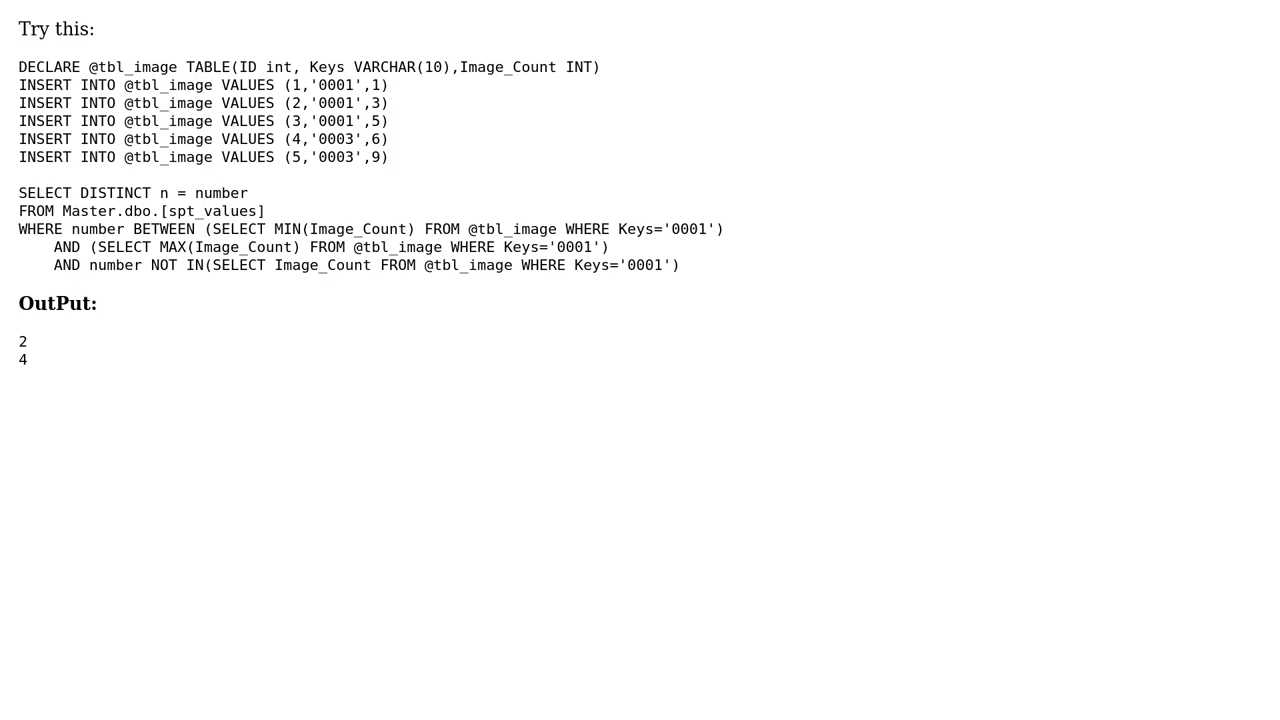 Try this:
DECLARE @tbl_image TABLE(ID int, Keys VARCHAR(10),Image_Count INT)
INSERT INTO @tbl_image VALUES (1,'0001',1)
INSERT INTO @tbl_image VALUES (2,'0001',3)
INSERT INTO @tbl_image VALUES (3,'0001',5)
INSERT INTO @tbl_image VALUES (4,'0003',6)
INSERT INTO @tbl_image VALUES (5,'0003',9)
SELECT DISTINCT n = number
FROM Master.dbo.[spt_values]
WHERE number BETWEEN (SELECT MIN(Image_Count) FROM @tbl_image WHERE Keys='0001')
    AND (SELECT MAX(Image_Count) FROM @tbl_image WHERE Keys='0001')
    AND number NOT IN(SELECT Image_Count FROM @tbl_image WHERE Keys='0001')
OutPut:
2
4